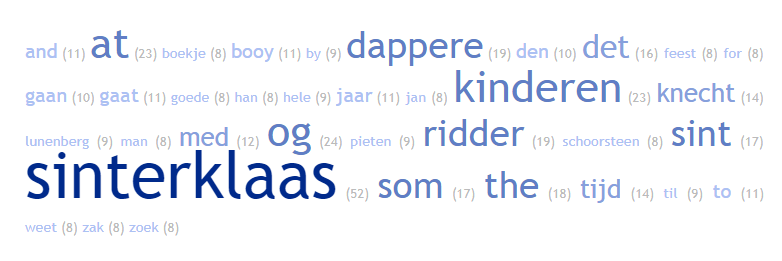 and (11) at (23) boekje (8) booy (11) by (9) dappere (19) den (10) det (16) feest (8) for (8)
gaan (10) gaat (11) goede (8) han (8) hele (9) jaar (11) jan (8) kinderen (23) knecht (14)
lunenberg (9) man (8) med (12) og (24) pieten (9) ridder (19) schoorsteen (8) sint (17)
sinterklaas (52) som (17) the (18) tijd (14) til (9) to (11)
weet (8) zak (8) zoek (8)